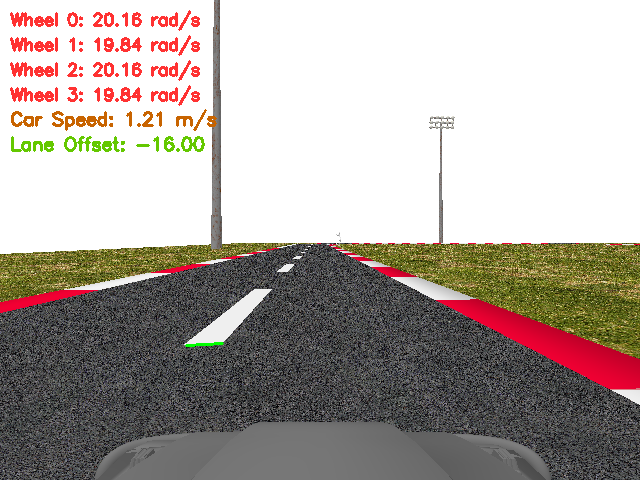 Wheel 0: 20.16 rad/s
Wheel 1: 19.84 rad/s
Wheel 2: 20.16 rad/s
Wheel 3: 19.84 rad/s
Car Speed: 1.21 m/s
Lane Offset: -16.00